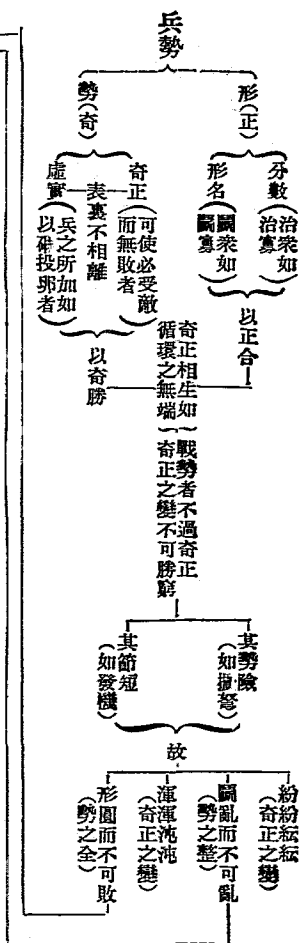 兵勢
形(正)
分數(治衆如治寡)
形名(鬭衆如鬭寡)
以正合
勢(奇)
奇正(可使必受敵而無敗者)
表裏不相離
虛實(兵之所加如以碫投卵者)
以奇勝
奇正相生如循環之無端
戰勢者不過奇正
奇正之變不可勝窮
其勢險
(如彍弩)
其節短
(如發機)
故
紛紛紜紜
(奇正之變)
鬭亂而不可亂
(勢之整)
渾渾沌沌
(奇正之變)
形圓而不可敗
(勢之全)